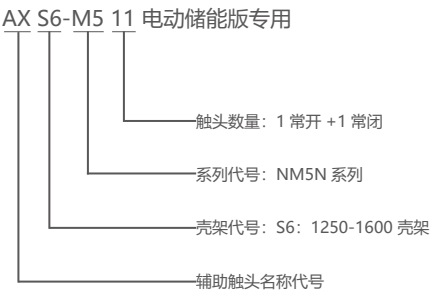 AX S6-M5 11 电动储能版专用
触头数量：1 常开 +1 常闭
系列代号：NM5N 系列
壳架代号：S6：1250-1600 壳架
辅助触头名称代号